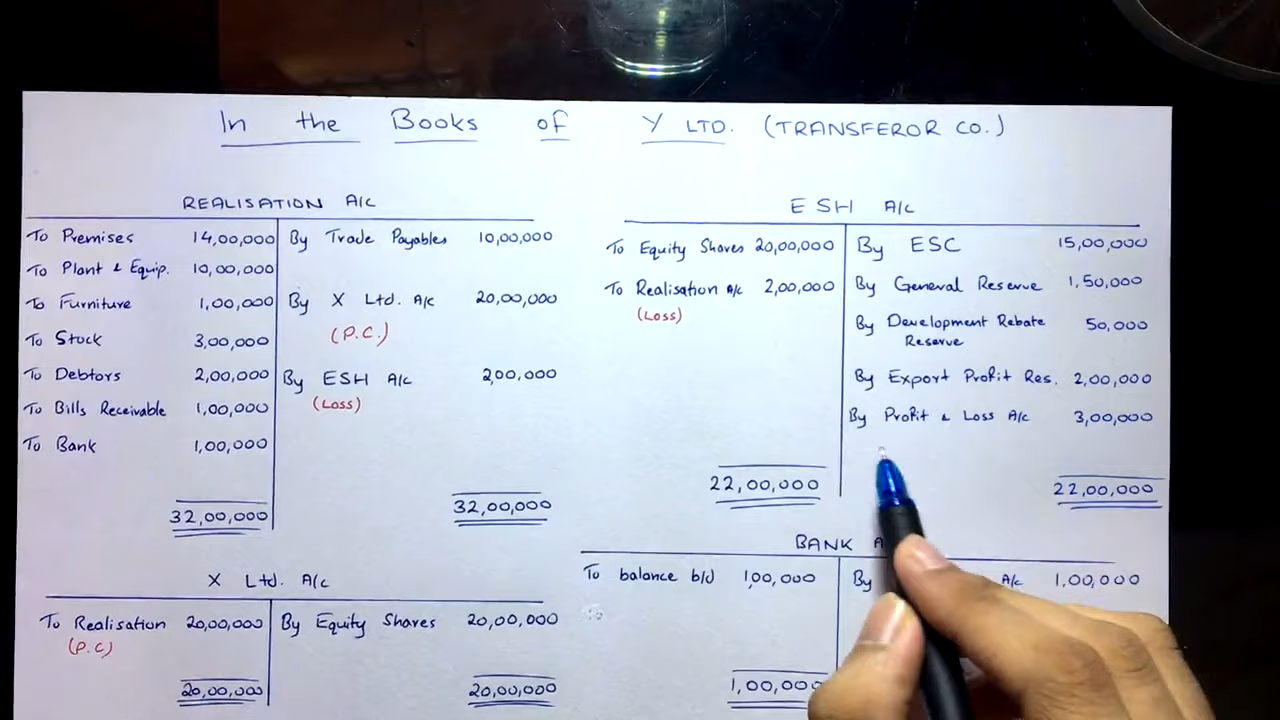 In the Books of Y LTD. (TRANSFEROR CO.)
REALISATION A/C
To Premises 14,00,000 By Trade Payables 10,00,000
To Plant & Equip. 10,00,000
To Furniture 1,00,000 By X Ltd. A/c 20,00,000
(P.C.)
To Stock 3,00,000
To Debtors 2,00,000 By ESH A/c 2,00,000
(Loss)
To Bills Receivable 1,00,000
To Bank 1,00,000
32,00,000 32,00,000
ESH A/c
To Equity Shares 20,00,000 By ESC 15,00,000
To Realisation A/c 2,00,000 By General Reserve 1,50,000
(Loss)
By Development Rebate 50,000
Reserve
By Export Profit Res. 2,00,000
By Profit & Loss A/c 3,00,000
22,00,000 22,00,000
X Ltd. A/c
To Realisation 20,00,000 By Equity Shares 20,00,000
(P.C)
20,00,000 20,00,000
BANK A
To balance b/d 1,00,000 By A/c 1,00,000
1,00,000